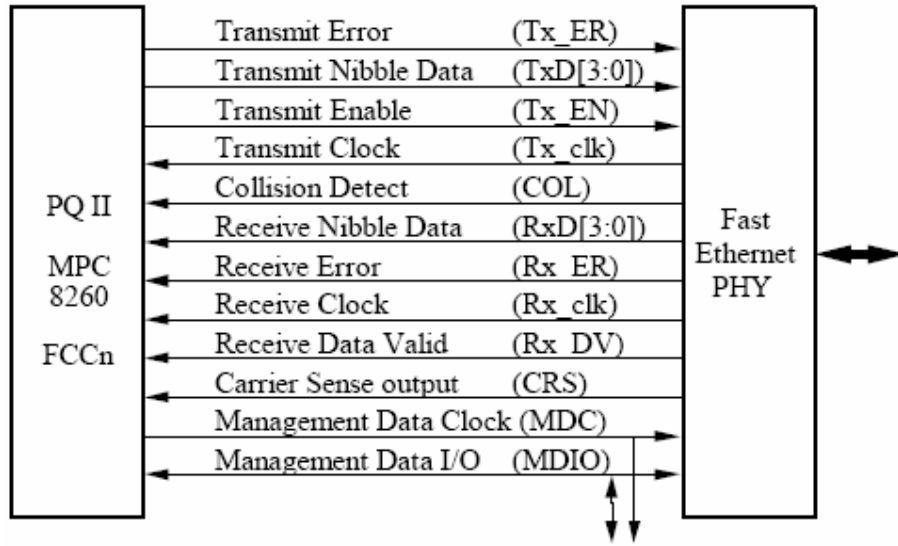 Transmit Error (Tx_ER)
Transmit Nibble Data (TxD[3:0])
Transmit Enable (Tx_EN)
Transmit Clock (Tx_clk)
Collision Detect (COL)
Receive Nibble Data (RxD[3:0])
Receive Error (Rx_ER)
Receive Clock (Rx_clk)
Receive Data Valid (Rx_DV)
Carrier Sense output (CRS)
Management Data Clock (MDC)
Management Data I/O (MDIO)
PQ II
MPC
8260
FCCn
Fast
Ethernet
PHY